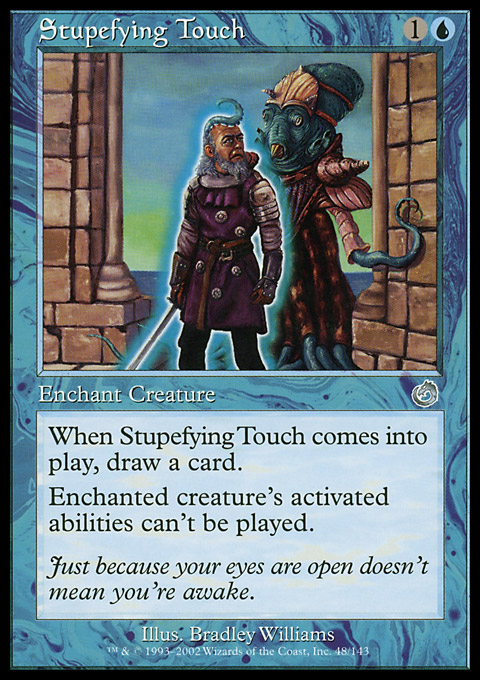 Stupefying Touch 1
Enchant Creature
When Stupefying Touch comes into
play, draw a card.
Enchanted creature's activated
abilities can't be played.
Just because your eyes are open doesn't
mean you're awake.
Illus. Bradley Williams
™ & © 1993–2002 Wizards of the Coast, Inc. 48/143